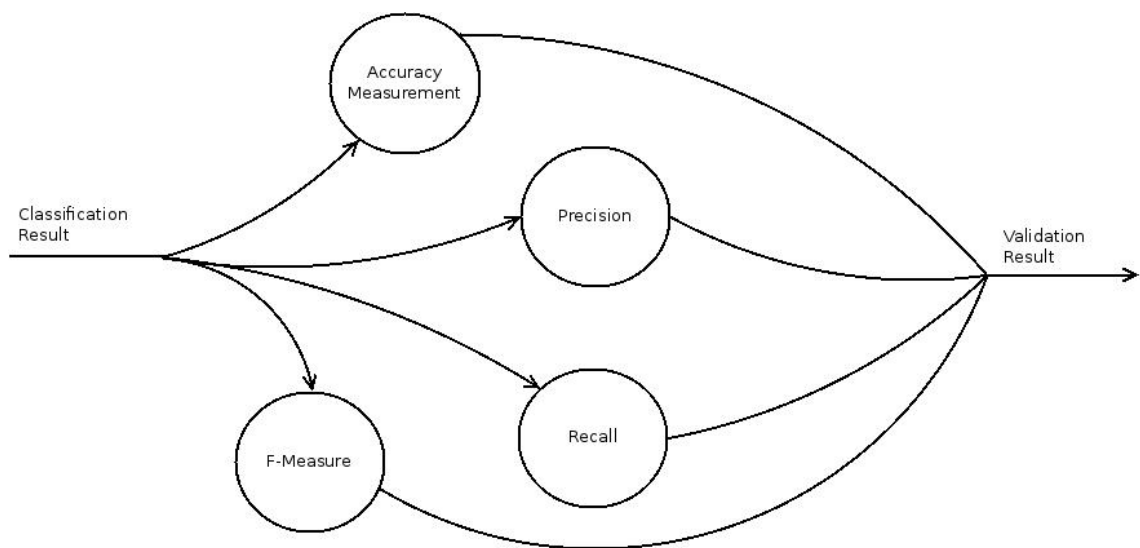 Accuracy
Measurement
Classification
Result
Precision
Validation
Result
Recall
F-Measure